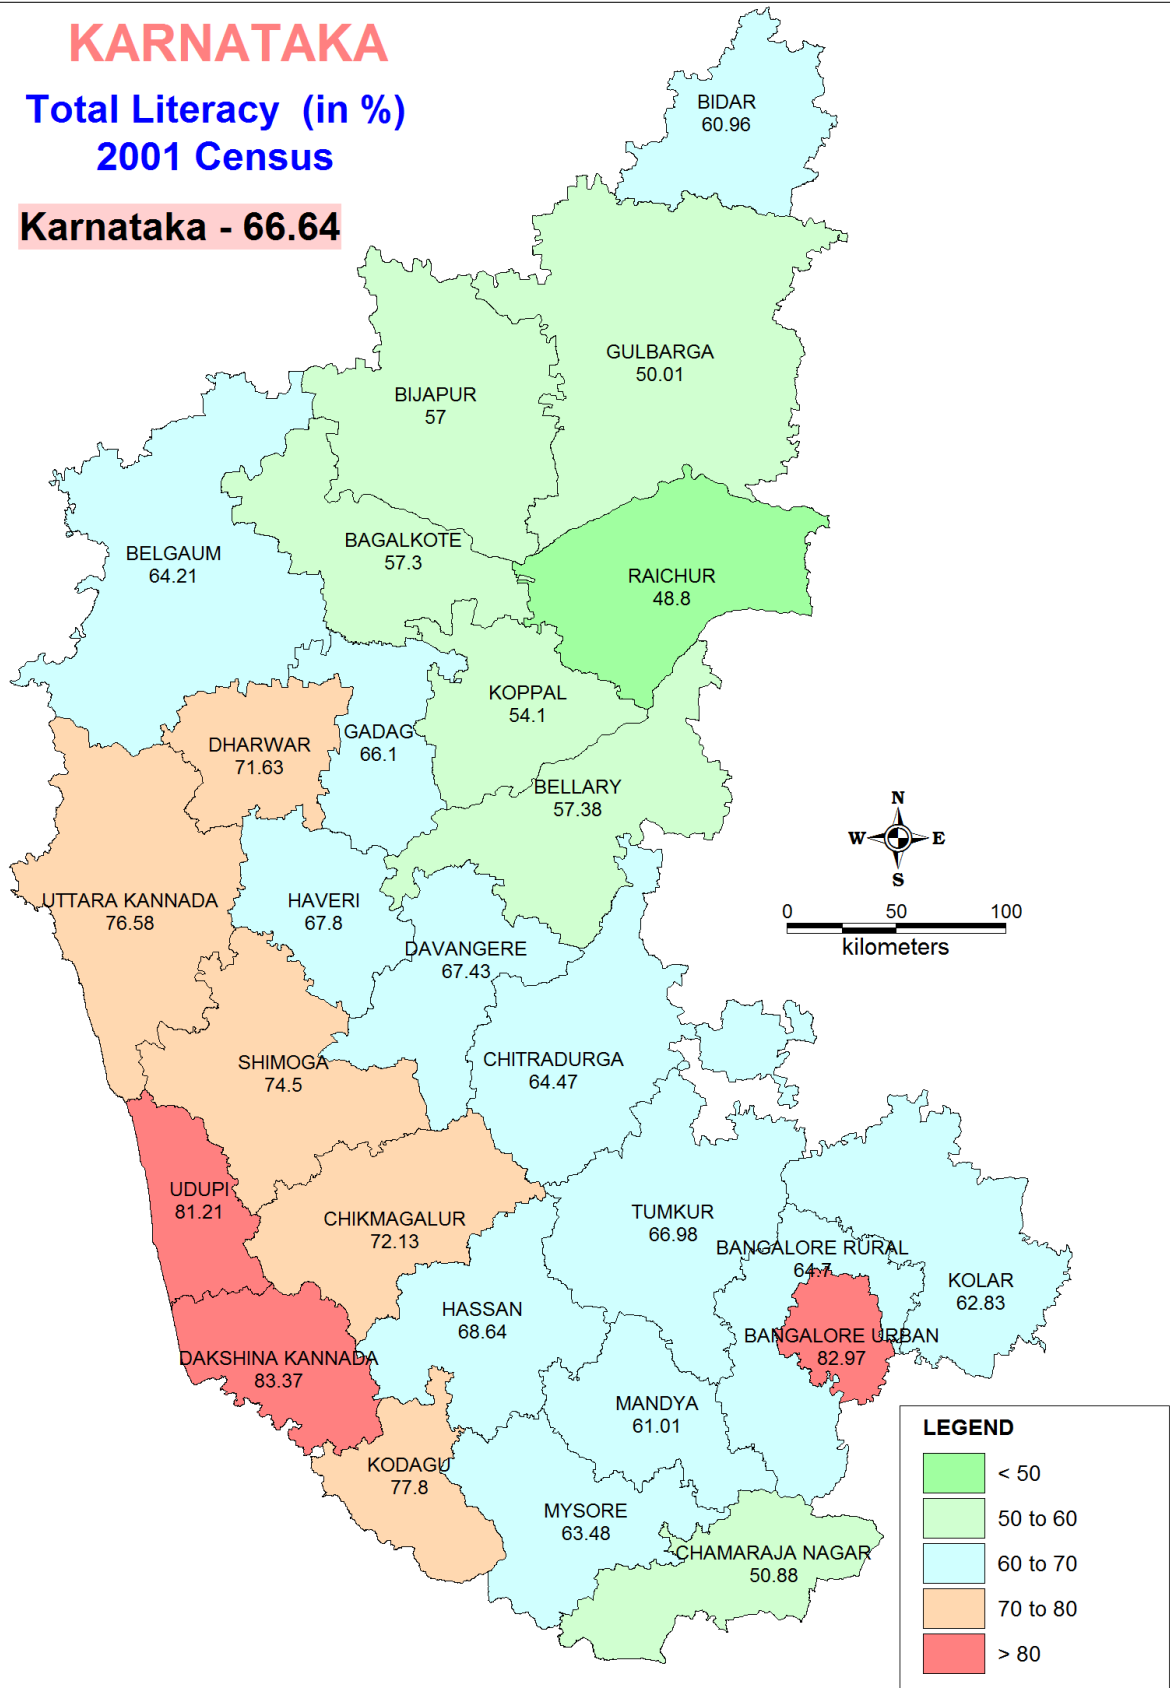 KARNATAKA
Total Literacy (in %)
2001 Census
Karnataka - 66.64
BIDAR
60.96
GULBARGA
50.01
BIJAPUR
57
BAGALKOTE
57.3
BELGAUM
64.21
RAICHUR
48.8
KOPPAL
54.1
GADAG
66.1
DHARWAR
71.63
BELLARY
57.38
UTTARA KANNADA
76.58
HAVERI
67.8
DAVANGERE
67.43
SHIMOGA
74.5
CHITRADURGA
64.47
UDUPI
81.21
CHIKMAGALUR
72.13
TUMKUR
66.98
BANGALORE RURAL
64.7
KOLAR
62.83
HASSAN
68.64
BANGALORE URBAN
82.97
DAKSHINA KANNADA
83.37
MANDYA
61.01
KODAGU
77.8
MYSORE
63.48
CHAMARAJA NAGAR
50.88
N
W E
S
0 50 100
kilometers
LEGEND
< 50
50 to 60
60 to 70
70 to 80
> 80